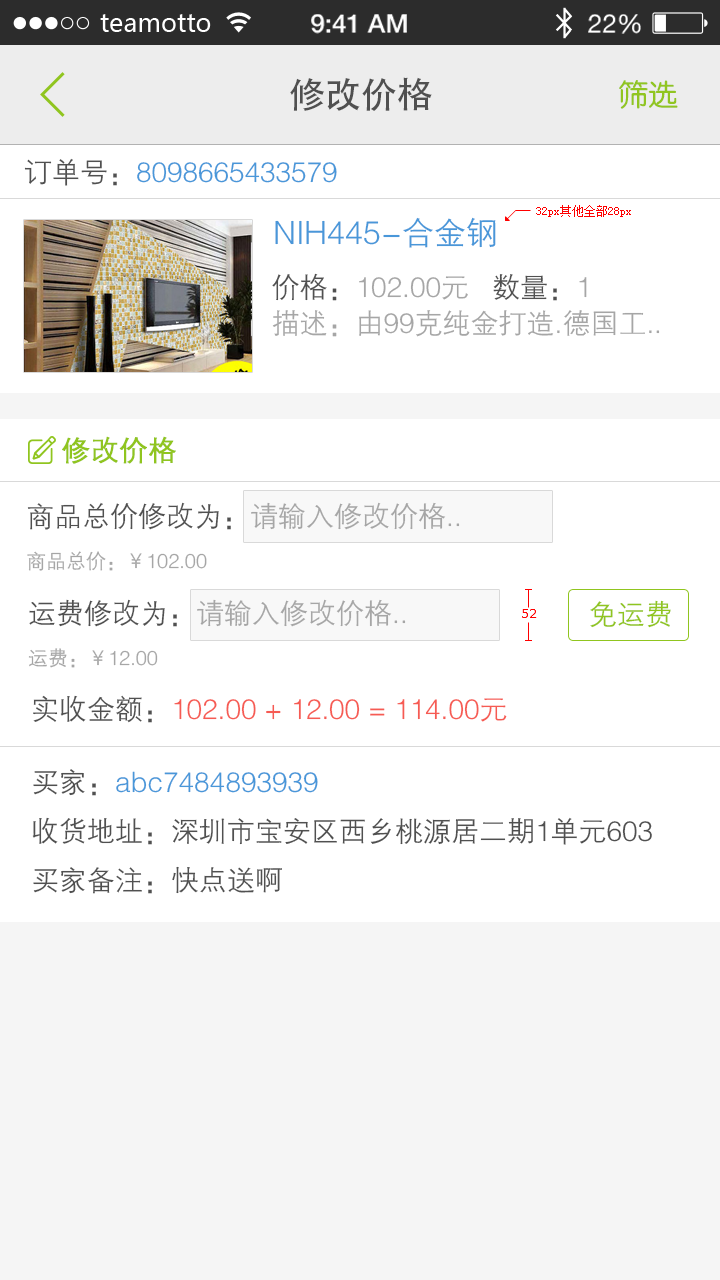 teamotto 9:41 AM 22%
修改价格 筛选
订单号：8098665433579
NIH445-合金钢 32px其他全部28px
价格：102.00元 数量：1
描述：由99克纯金打造.德国工..
修改价格
商品总价修改为：请输入修改价格..
商品总价：￥102.00
运费修改为：请输入修改价格.. 52 免运费
运费：￥12.00
实收金额：102.00 + 12.00 = 114.00元
买家：abc7484893939
收货地址：深圳市宝安区西乡桃源居二期1单元603
买家备注：快点送啊